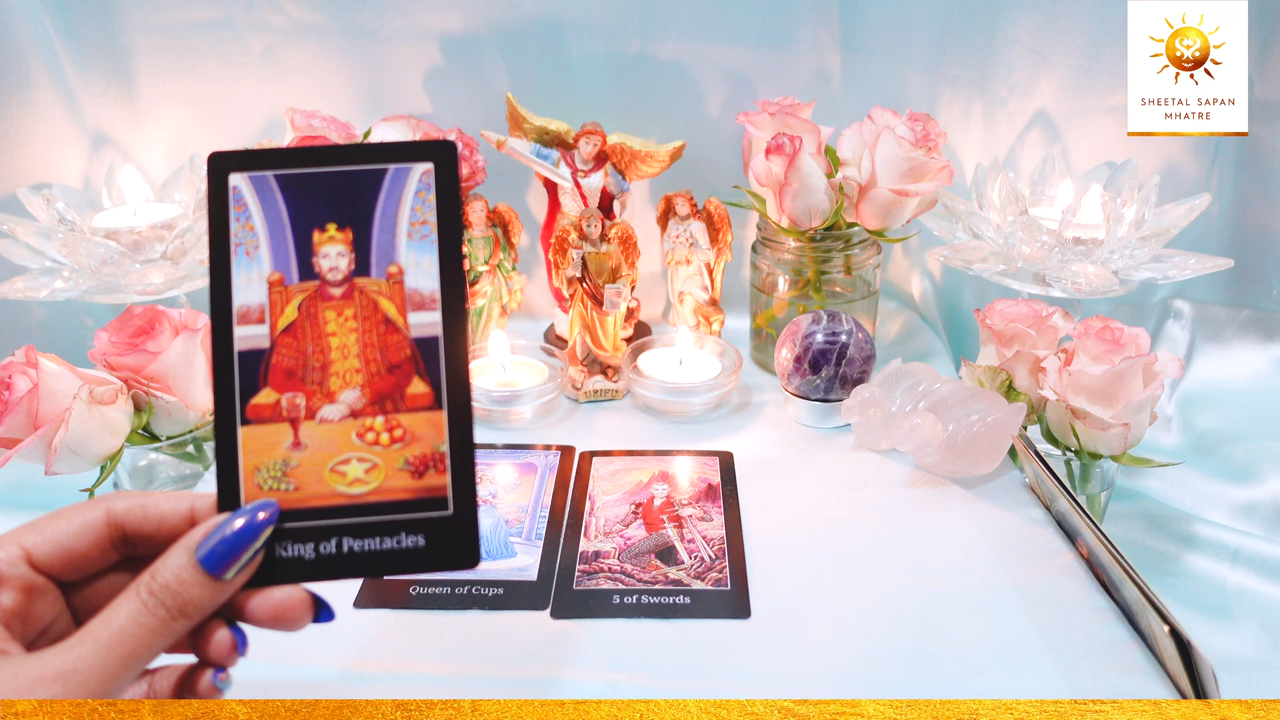 SHEETAL SAPAN
MHATRE
URIEL
King of Pentacles
Queen of Cups
5 of Swords